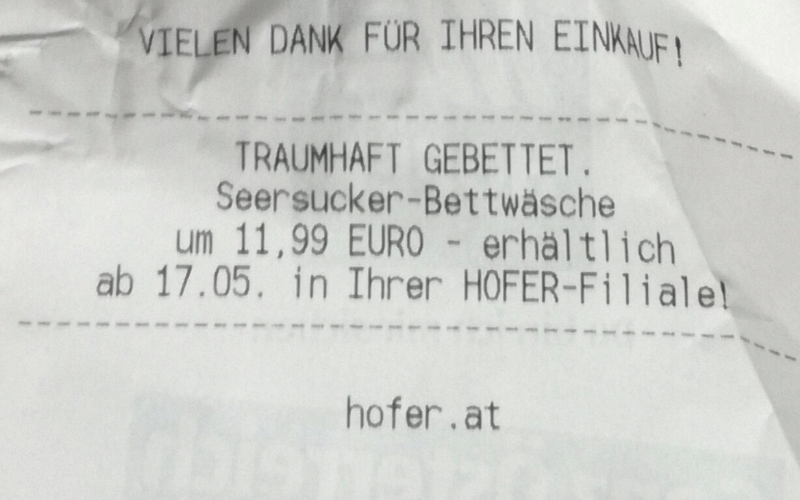 VIELEN DANK FÜR IHREN EINKAUF!
TRAUMHAFT GEBETTET.
Seersucker-Bettwäsche
um 11,99 EURO - erhältlich
ab 17.05. in Ihrer HOFER-Filiale!
hofer.at